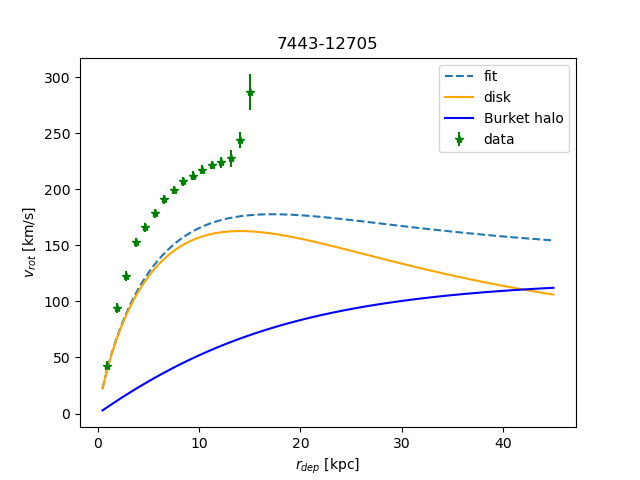 7443-12705
300
250
200
150
100
50
0
v_rot [km/s]
fit
disk
Burket halo
data
0 10 20 30 40
r_dep [kpc]